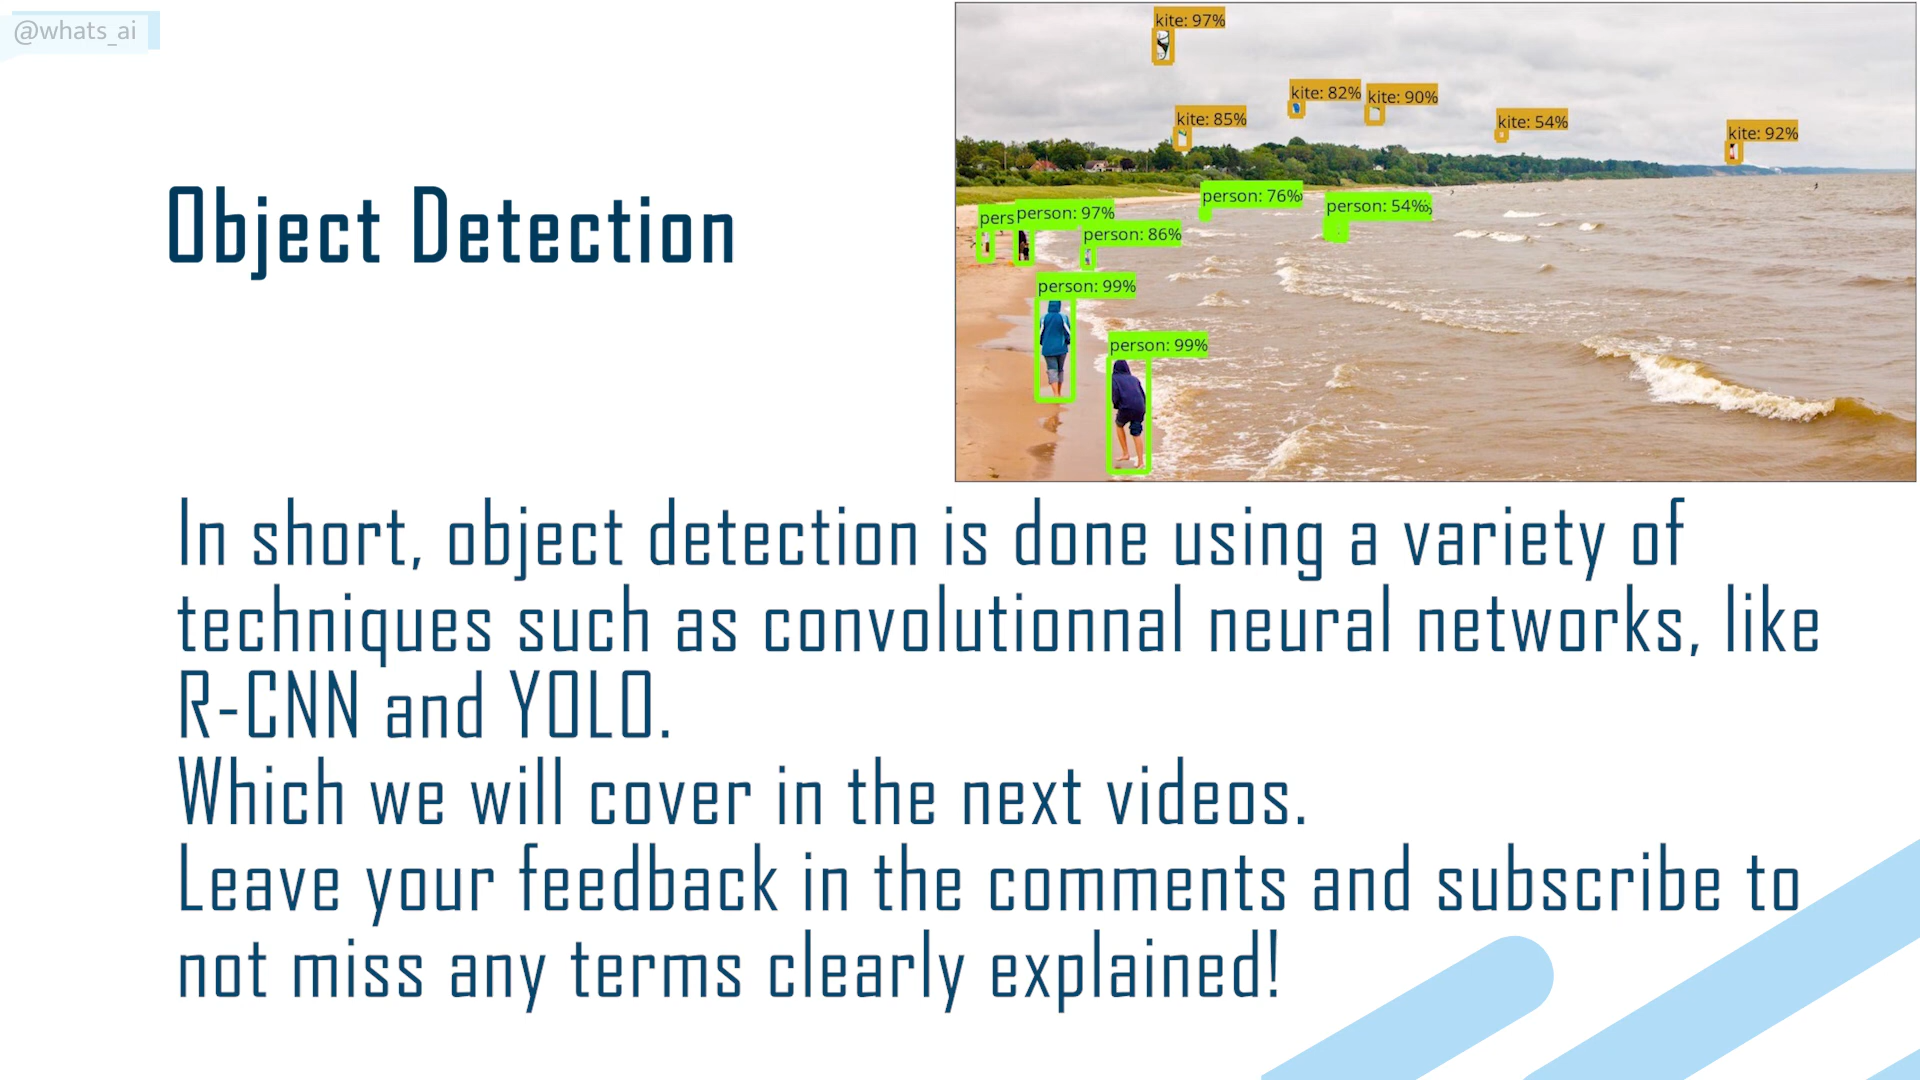 @whats_ai
Object Detection
kite: 97%
kite: 82%
kite: 90%
kite: 85%
kite: 54%
kite: 92%
person: 76%
person: 54%
pers
person: 97%
person: 86%
person: 99%
person: 99%
In short, object detection is done using a variety of
techniques such as convolutionnal neural networks, like
R-CNN and YOLO.
Which we will cover in the next videos.
Leave your feedback in the comments and subscribe to
not miss any terms clearly explained!